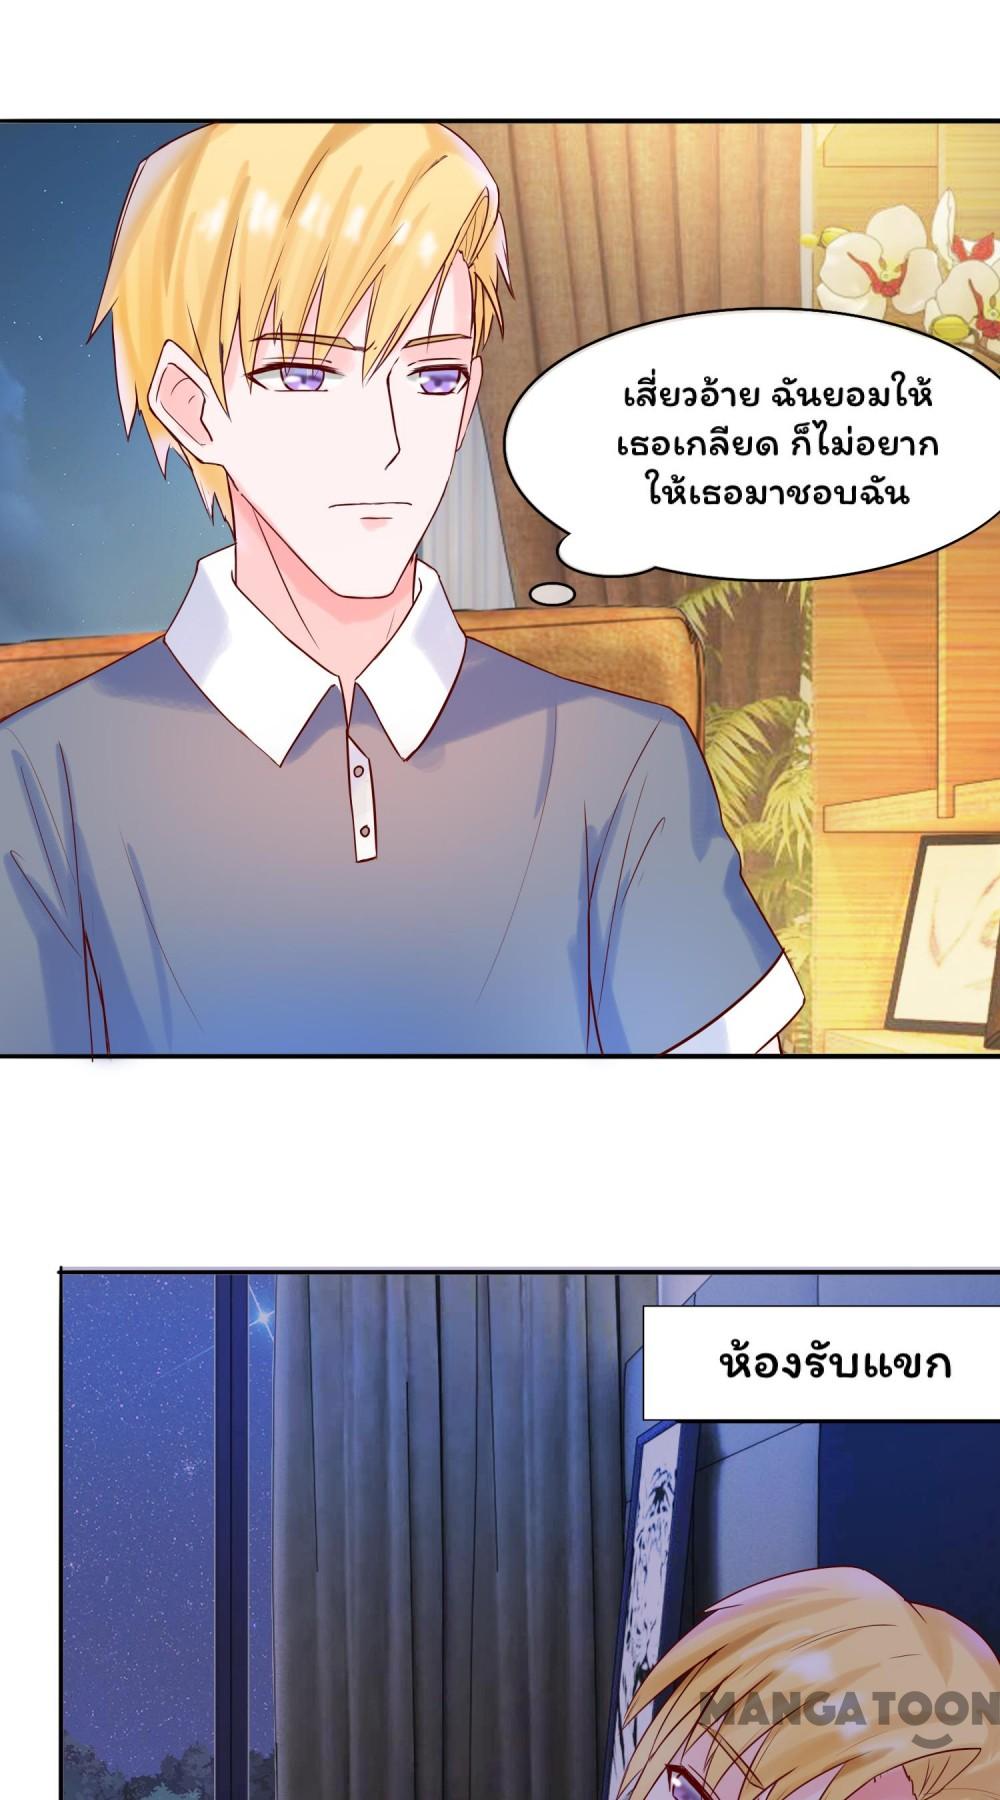 เสี่ยวอ้าย ฉันยอมให้
เธอเกลียด ก็ไม่อยาก
ให้เธอมาชอบฉัน
ห้องรับแขก
MANGATOON